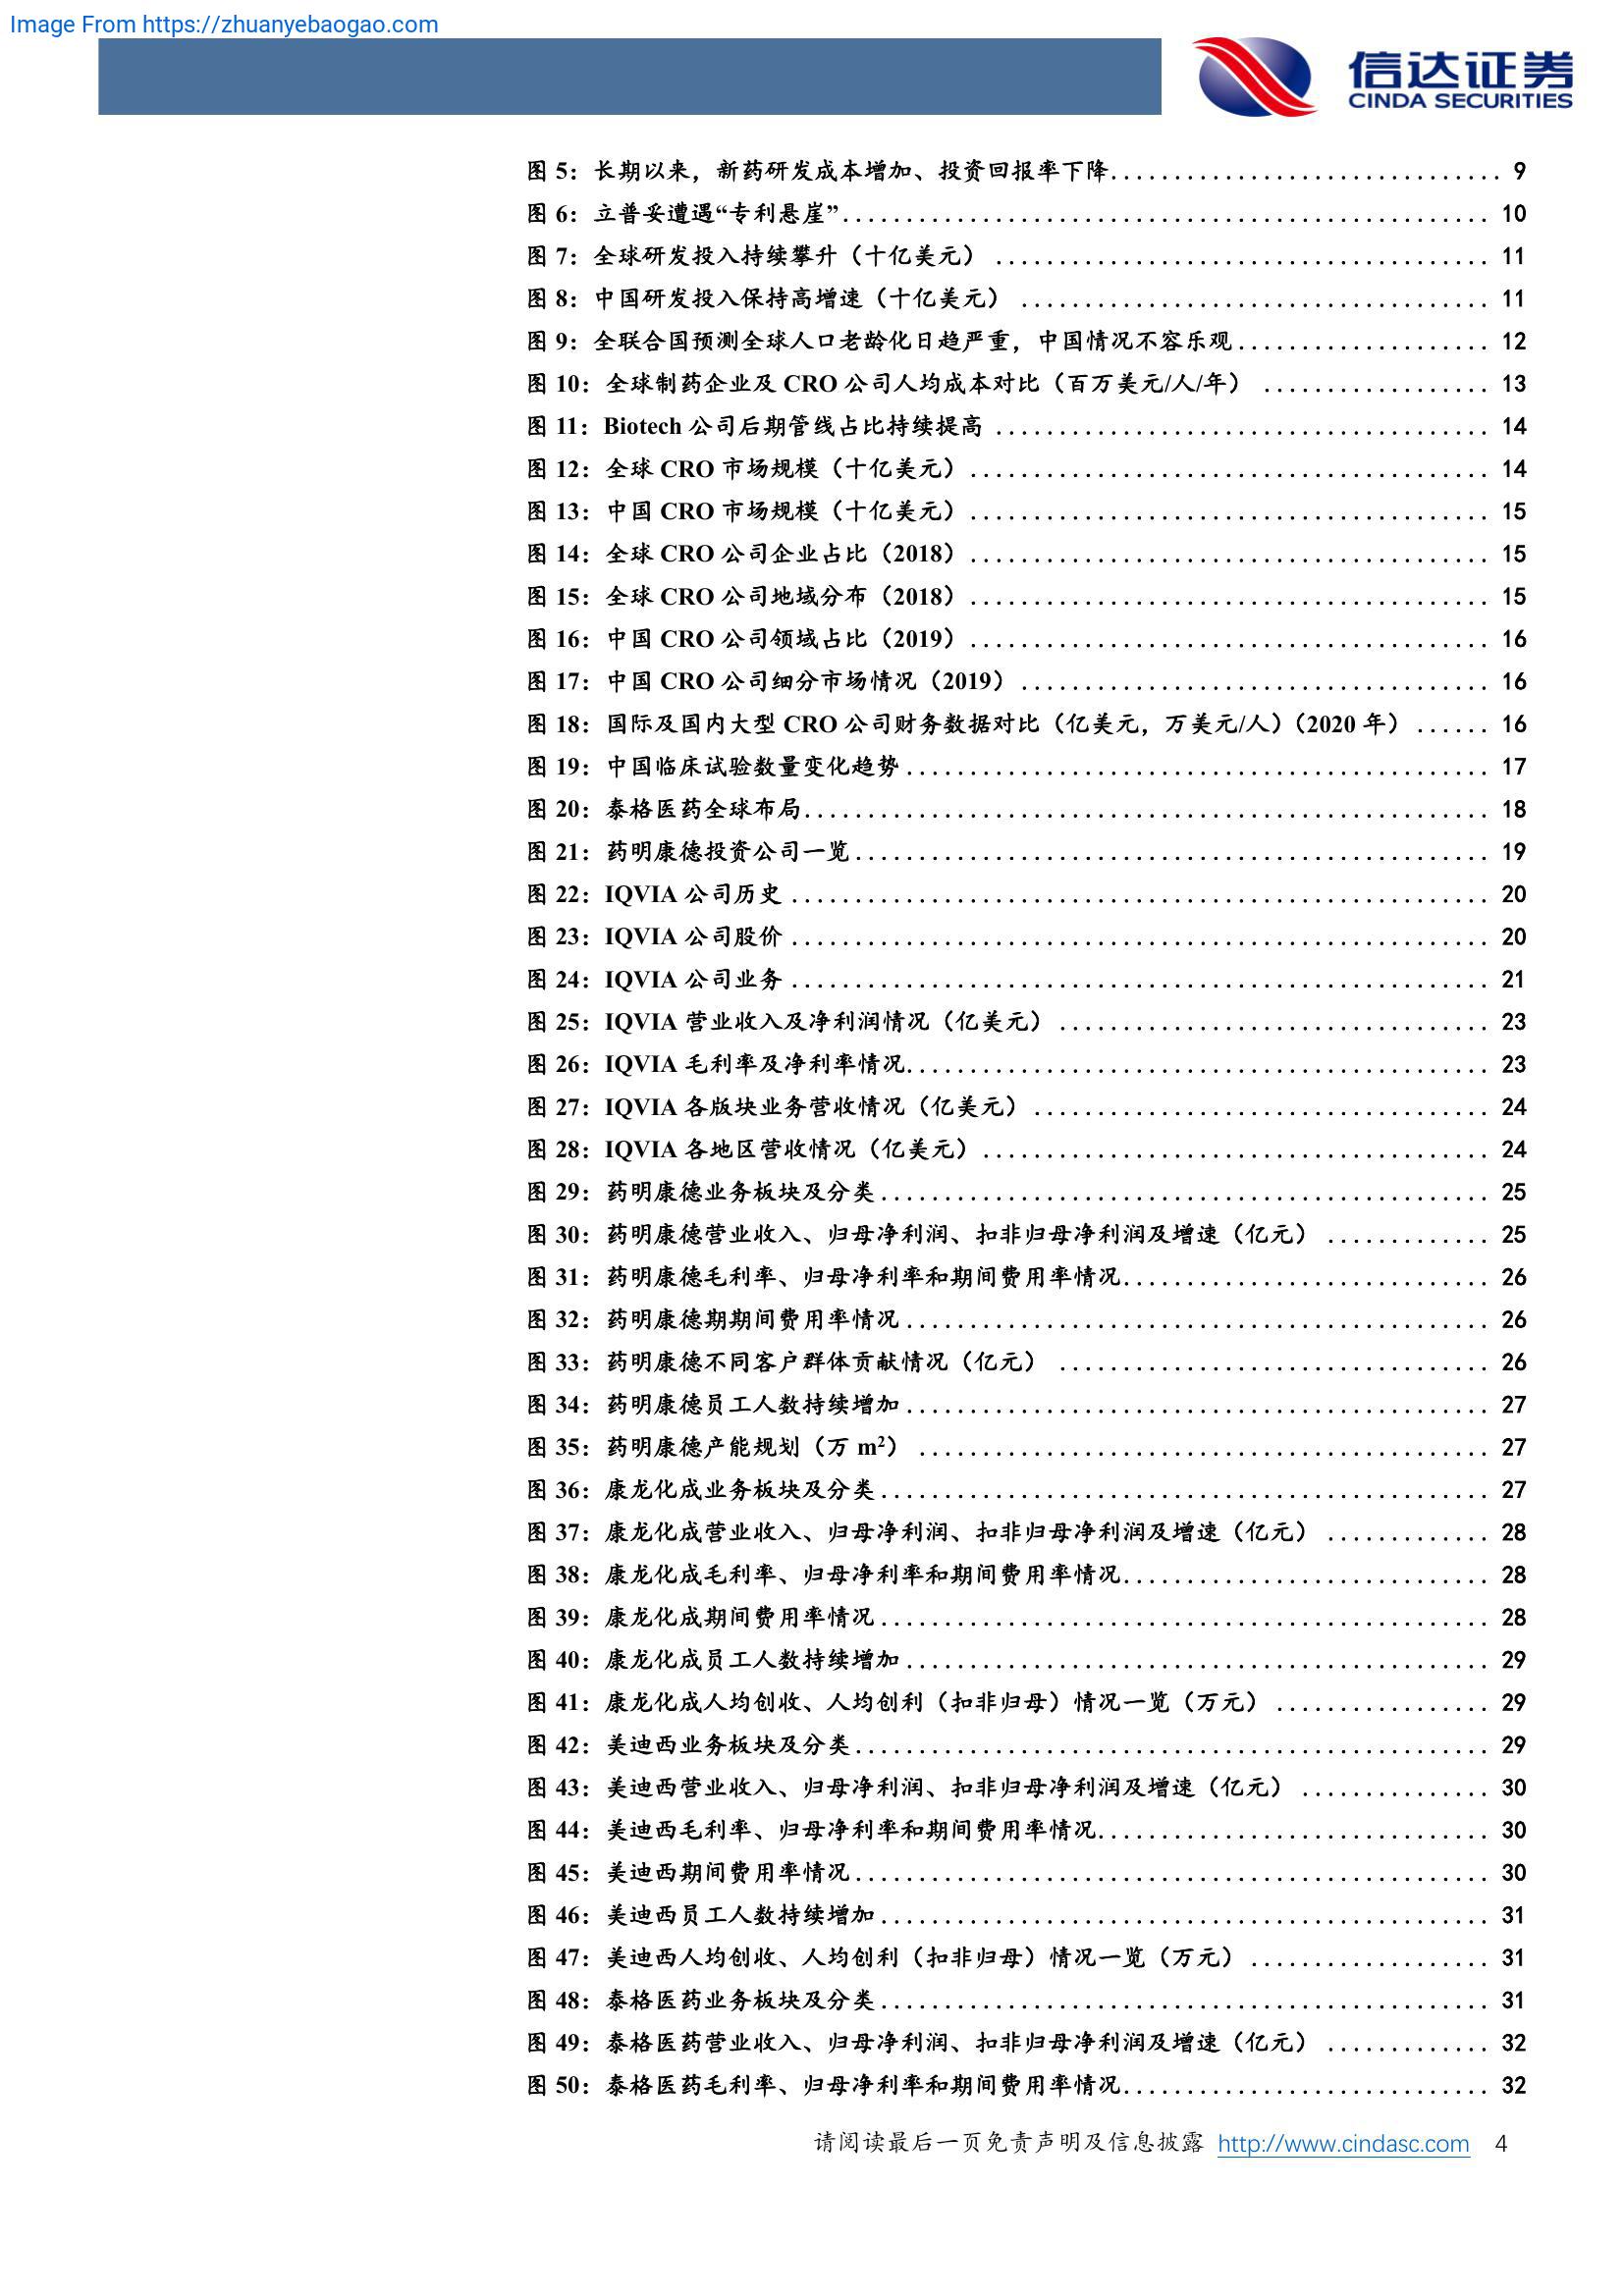 Image From https://zhuanyebaogao.com
信达证券
CINDA SECURITIES
图 5：长期以来，新药研发成本增加、投资回报率下降............................... 9
图 6：立普妥遭遇“专利悬崖”................................................... 10
图 7：全球研发投入持续攀升（十亿美元） ....................................... 11
图 8：中国研发投入保持高增速（十亿美元） ..................................... 11
图 9：全联合国预测全球人口老龄化日趋严重，中国情况不容乐观.................... 12
图 10：全球制药企业及 CRO 公司人均成本对比（百万美元/人/年） .................. 13
图 11：Biotech 公司后期管线占比持续提高 ....................................... 14
图 12：全球 CRO 市场规模（十亿美元）......................................... 14
图 13：中国 CRO 市场规模（十亿美元）......................................... 15
图 14：全球 CRO 公司企业占比（2018）......................................... 15
图 15：全球 CRO 公司地域分布（2018）......................................... 15
图 16：中国 CRO 公司领域占比（2019）......................................... 16
图 17：中国 CRO 公司细分市场情况（2019）..................................... 16
图 18：国际及国内大型 CRO 公司财务数据对比（亿美元，万美元/人）（2020 年） ...... 16
图 19：中国临床试验数量变化趋势.............................................. 17
图 20：泰格医药全球布局...................................................... 18
图 21：药明康德投资公司一览.................................................. 19
图 22：IQVIA 公司历史 ....................................................... 20
图 23：IQVIA 公司股价 ....................................................... 20
图 24：IQVIA 公司业务 ....................................................... 21
图 25：IQVIA 营业收入及净利润情况（亿美元） .................................. 23
图 26：IQVIA 毛利率及净利率情况.............................................. 23
图 27：IQVIA 各版块业务营收情况（亿美元） .................................... 24
图 28：IQVIA 各地区营收情况（亿美元）........................................ 24
图 29：药明康德业务板块及分类................................................ 25
图 30：药明康德营业收入、归母净利润、扣非归母净利润及增速（亿元） ............. 25
图 31：药明康德毛利率、归母净利率和期间费用率情况............................. 26
图 32：药明康德期期间费用率情况.............................................. 26
图 33：药明康德不同客户群体贡献情况（亿元） .................................. 26
图 34：药明康德员工人数持续增加.............................................. 27
图 35：药明康德产能规划（万 m²） ............................................. 27
图 36：康龙化成业务板块及分类................................................ 27
图 37：康龙化成营业收入、归母净利润、扣非归母净利润及增速（亿元） ............. 28
图 38：康龙化成毛利率、归母净利率和期间费用率情况............................. 28
图 39：康龙化成期间费用率情况................................................ 28
图 40：康龙化成员工人数持续增加.............................................. 29
图 41：康龙化成人均创收、人均创利（扣非归母）情况一览（万元） ................. 29
图 42：美迪西业务板块及分类.................................................. 29
图 43：美迪西营业收入、归母净利润、扣非归母净利润及增速（亿元） ............... 30
图 44：美迪西毛利率、归母净利率和期间费用率情况............................... 30
图 45：美迪西期间费用率情况.................................................. 30
图 46：美迪西员工人数持续增加................................................ 31
图 47：美迪西人均创收、人均创利（扣非归母）情况一览（万元） ................... 31
图 48：泰格医药业务板块及分类................................................ 31
图 49：泰格医药营业收入、归母净利润、扣非归母净利润及增速（亿元） ............. 32
图 50：泰格医药毛利率、归母净利率和期间费用率情况............................. 32
请阅读最后一页免责声明及信息披露 http://www.cindasc.com 4